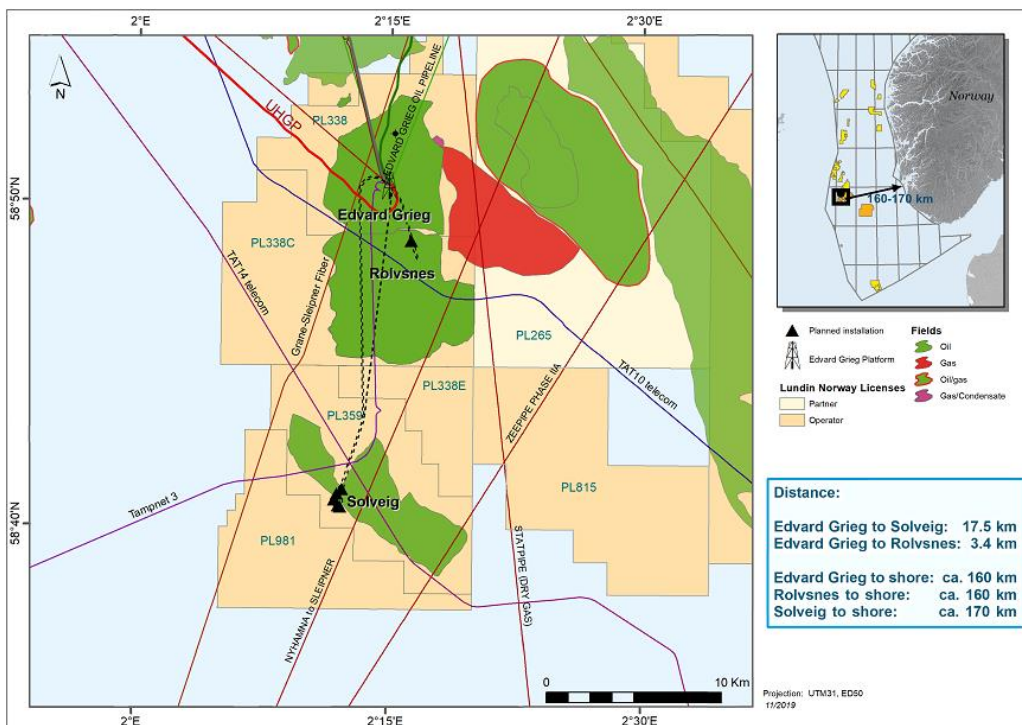 2°E
2°15'E
2°30'E
N
UHGP
PL338
EDVARD GRIEG OIL PIPELINE
58°50'N
Edvard Grieg
PL338C
Rolvsnes
TAT14 telecom
Grane-Sleipner Fiber
PL265
PL338E
TAT10 telecom
PL359
ZEEPIPE PHASE IIA
Tampnet 3
Solveig
PL815
58°40'N
PL981
NYHAMNA to SLEIPNER
STATPIPE (DRY GAS)
0
10 Km
2°E
2°15'E
2°30'E
Norway
160-170 km
Planned installation
Edvard Grieg Platform
Lundin Norway Licenses
Partner
Operator
Fields
Oil
Gas
Oil/gas
Gas/Condensate
Distance:
Edvard Grieg to Solveig: 17.5 km
Edvard Grieg to Rolvsnes: 3.4 km
Edvard Grieg to shore: ca. 160 km
Rolvsnes to shore: ca. 160 km
Solveig to shore: ca. 170 km
Projection: UTM31, ED50
11/2019